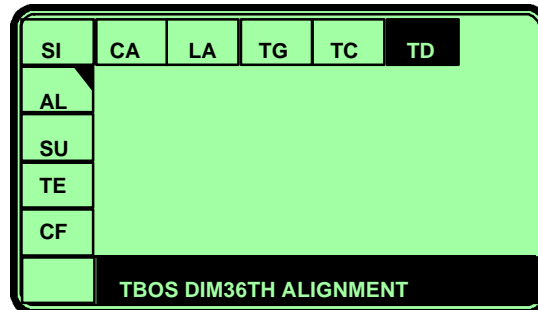 SI CA LA TG TC TD
AL
SU
TE
CF
TBOS DIM36TH ALIGNMENT